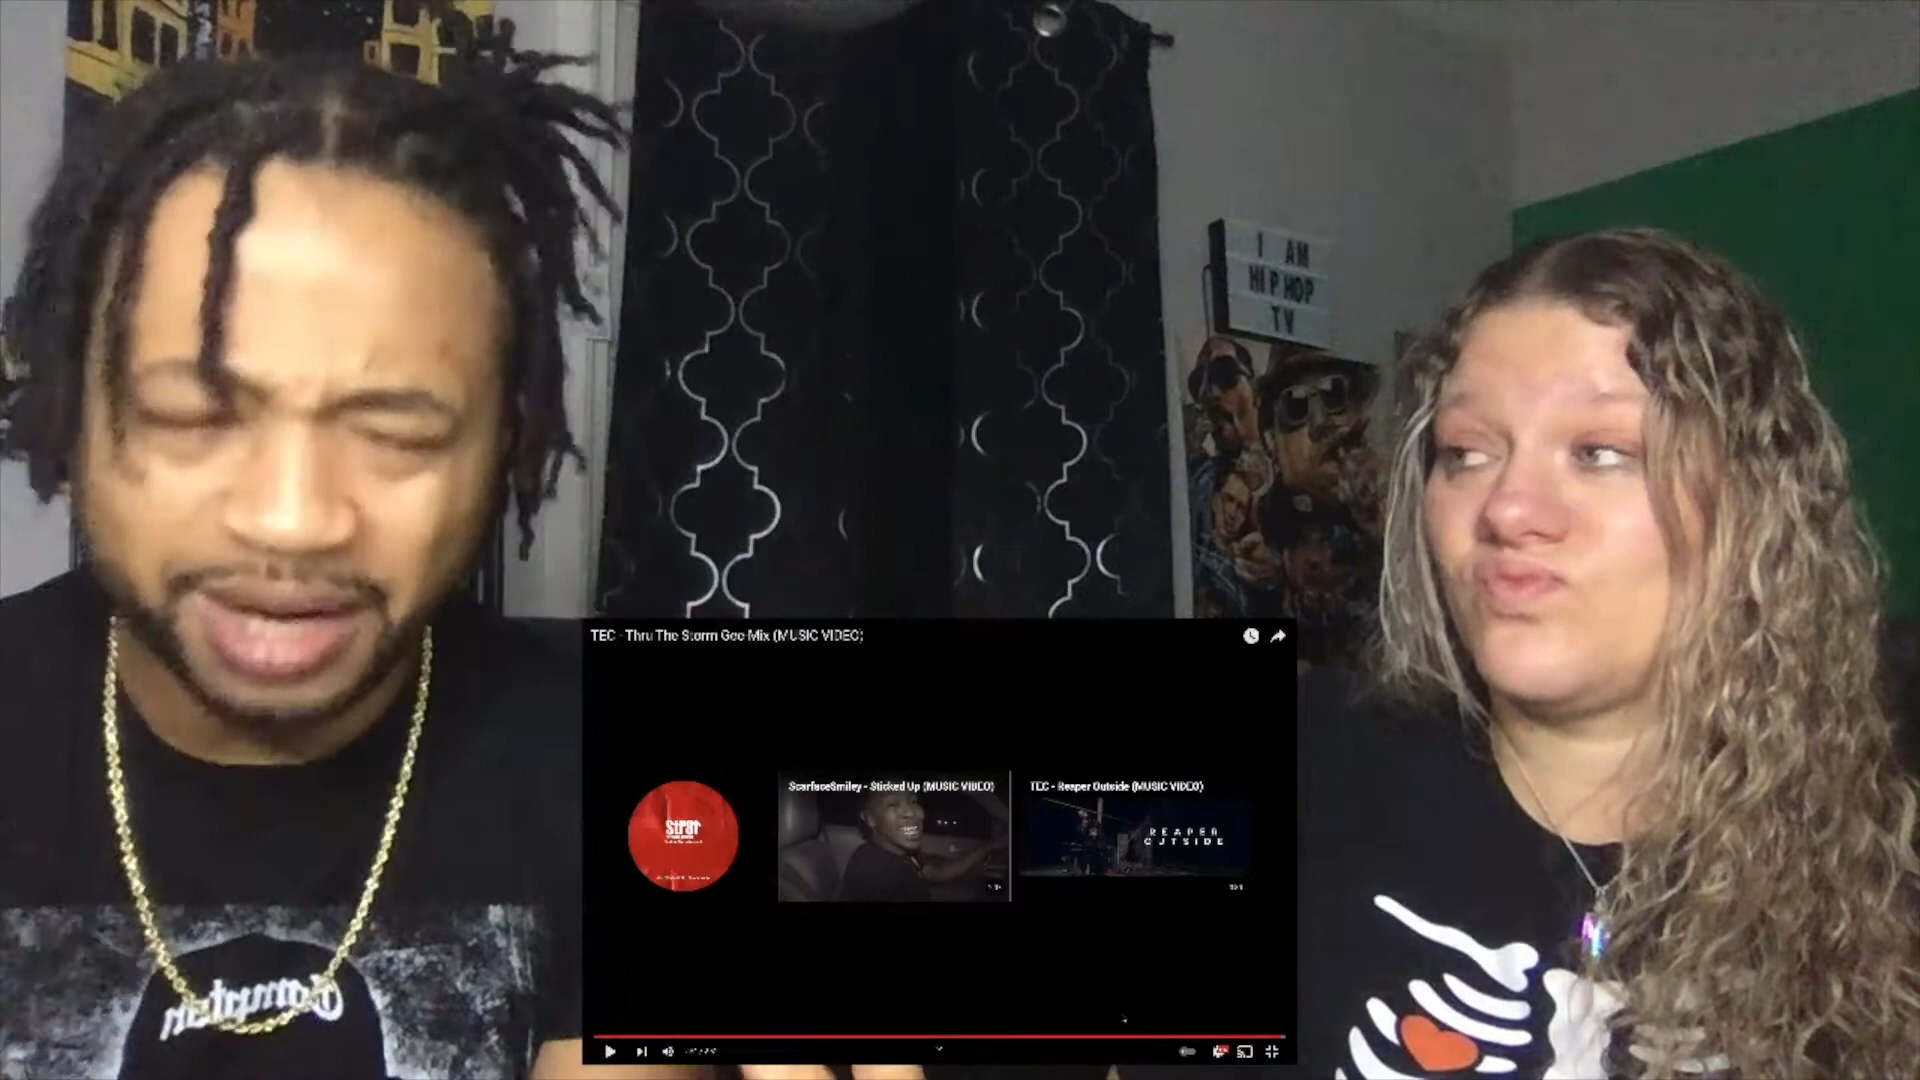 I AM
HIP HOP
TV
TEC - Thru The Storm Gee-Mix (MUSIC VIDEO)
ScarfaceSmiley - Sticked Up (MUSIC VIDEO)
TEC - Reaper Outside (MUSIC VIDEO)
REAPER
OUTSIDE
Compton